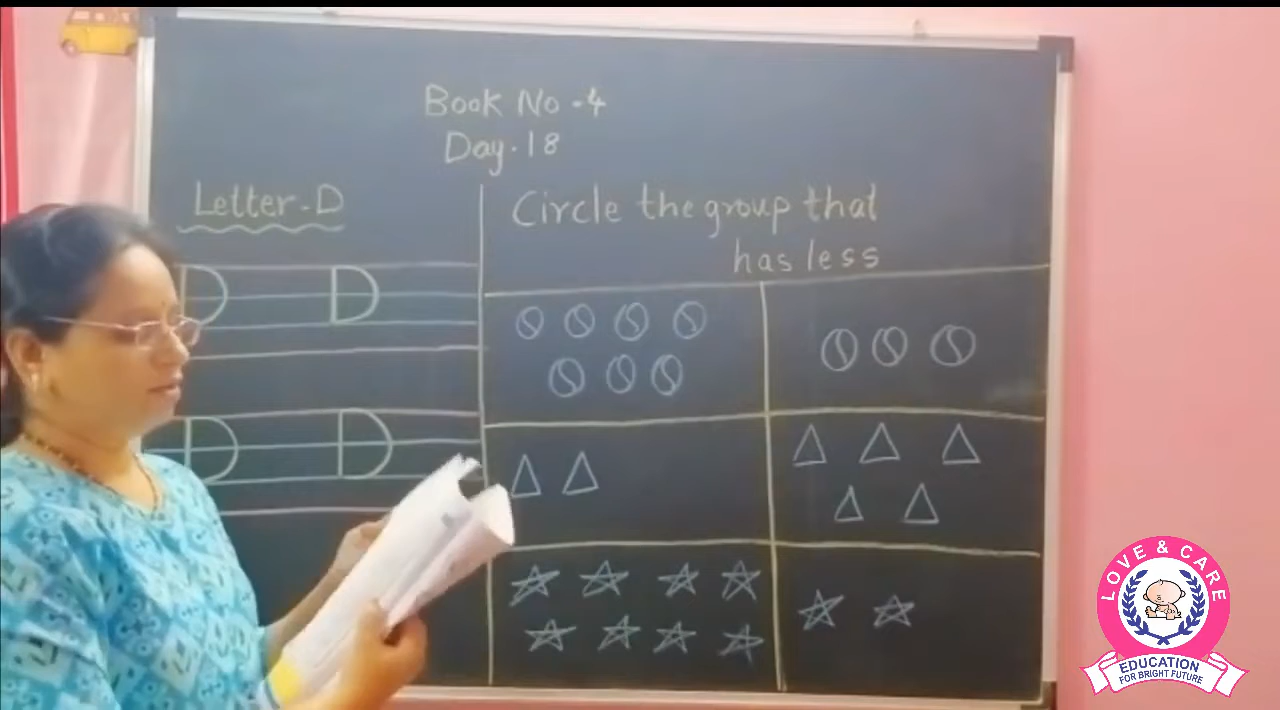 Book No - 4
Day. 18
Letter - D
D D
D D
Circle the group that
has less
LOVE & CARE
EDUCATION
FOR BRIGHT FUTURE